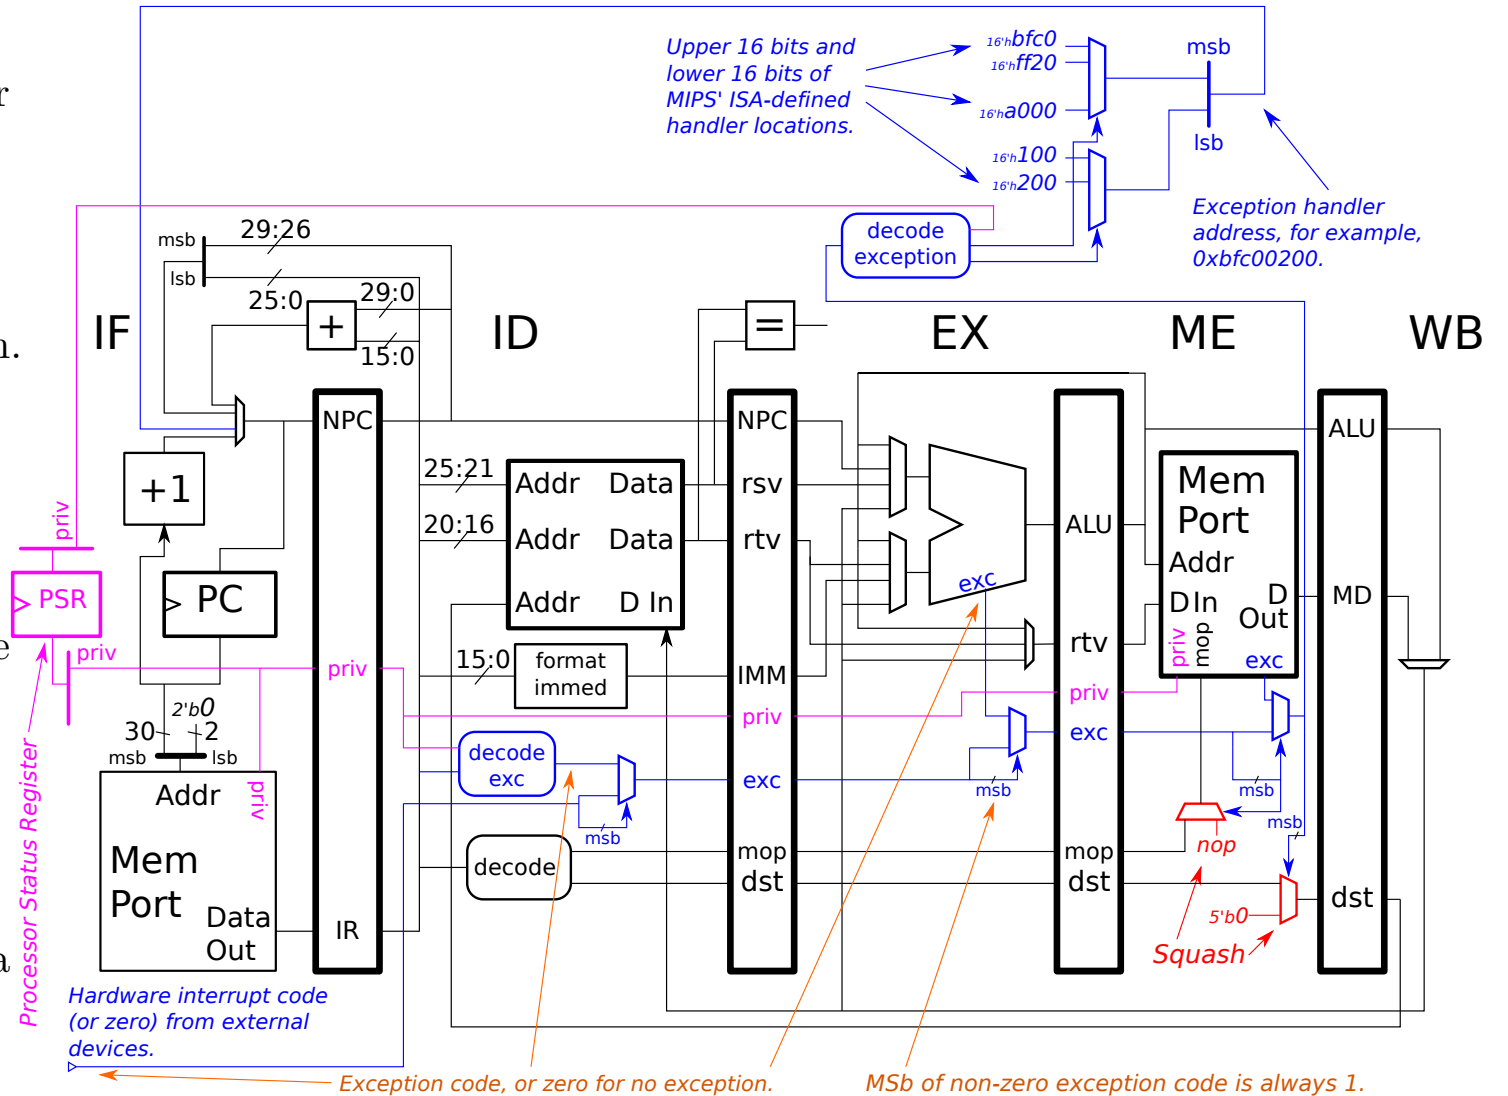 r
n.
e
a
Upper 16 bits and
lower 16 bits of
MIPS' ISA-defined
handler locations.
16'hbfc0
16'hff20
16'ha000
16'h100
16'h200
msb
lsb
Exception handler
address, for example,
0xbfc00200.
decode
exception
msb
lsb
29:26
25:0
29:0
15:0
+
=
IF
ID
EX
ME
WB
NPC
NPC
ALU
+1
25:21
20:16
Addr
Data
Addr
Data
Addr
D In
rsv
rtv
exc
ALU
rtv
Mem
Port
Addr
D In
D
Out
priv
mop
exc
MD
priv
PSR
PC
priv
priv
15:0
format
immed
IMM
priv
priv
2'b0
30
2
msb
lsb
decode
exc
msb
exc
msb
exc
msb
msb
Addr
priv
Mem
Port
Data
Out
IR
decode
mop
dst
mop
dst
nop
5'b0
dst
Squash
Processor Status Register
Hardware interrupt code
(or zero) from external
devices.
Exception code, or zero for no exception.
MSb of non-zero exception code is always 1.